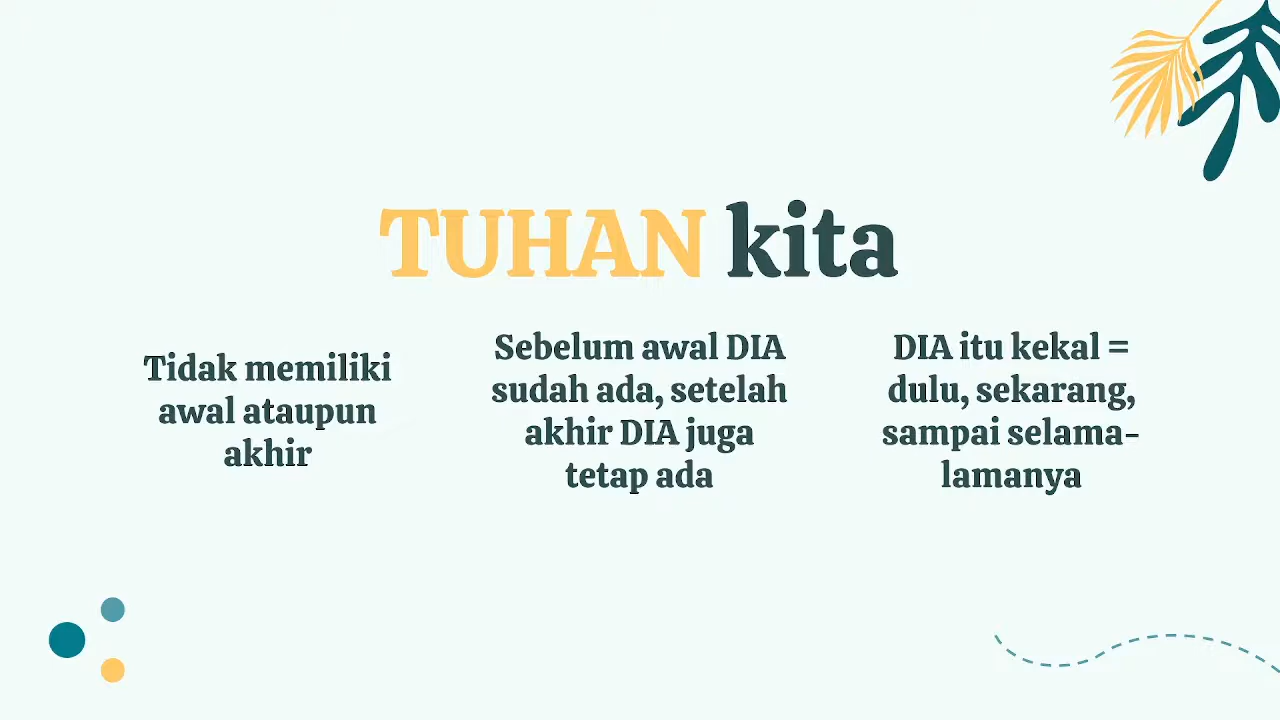 TUHAN kita
Tidak memiliki
awal ataupun
akhir
Sebelum awal DIA
sudah ada, setelah
akhir DIA juga
tetap ada
DIA itu kekal =
dulu, sekarang,
sampai selama-
lamanya